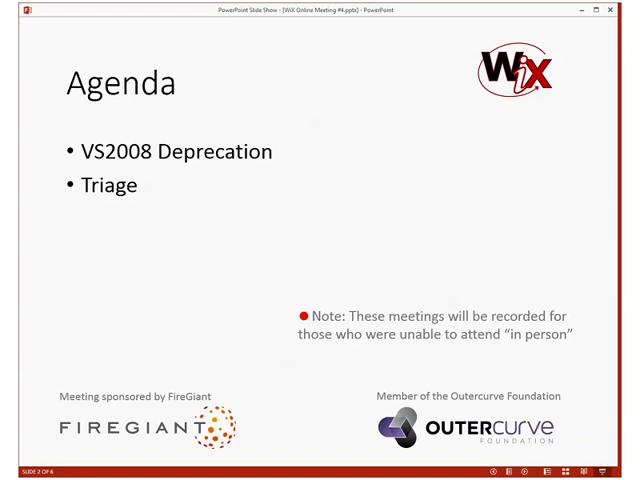 PowerPoint Slide Show - [WiX Online Meeting #4.pptx] - PowerPoint
Agenda
WiX
• VS2008 Deprecation
• Triage
Note: These meetings will be recorded for
those who were unable to attend “in person”
Meeting sponsored by FireGiant
Member of the Outercurve Foundation
FIREGIANT
OUTERCURVE
FOUNDATION
SLIDE 2 OF 6